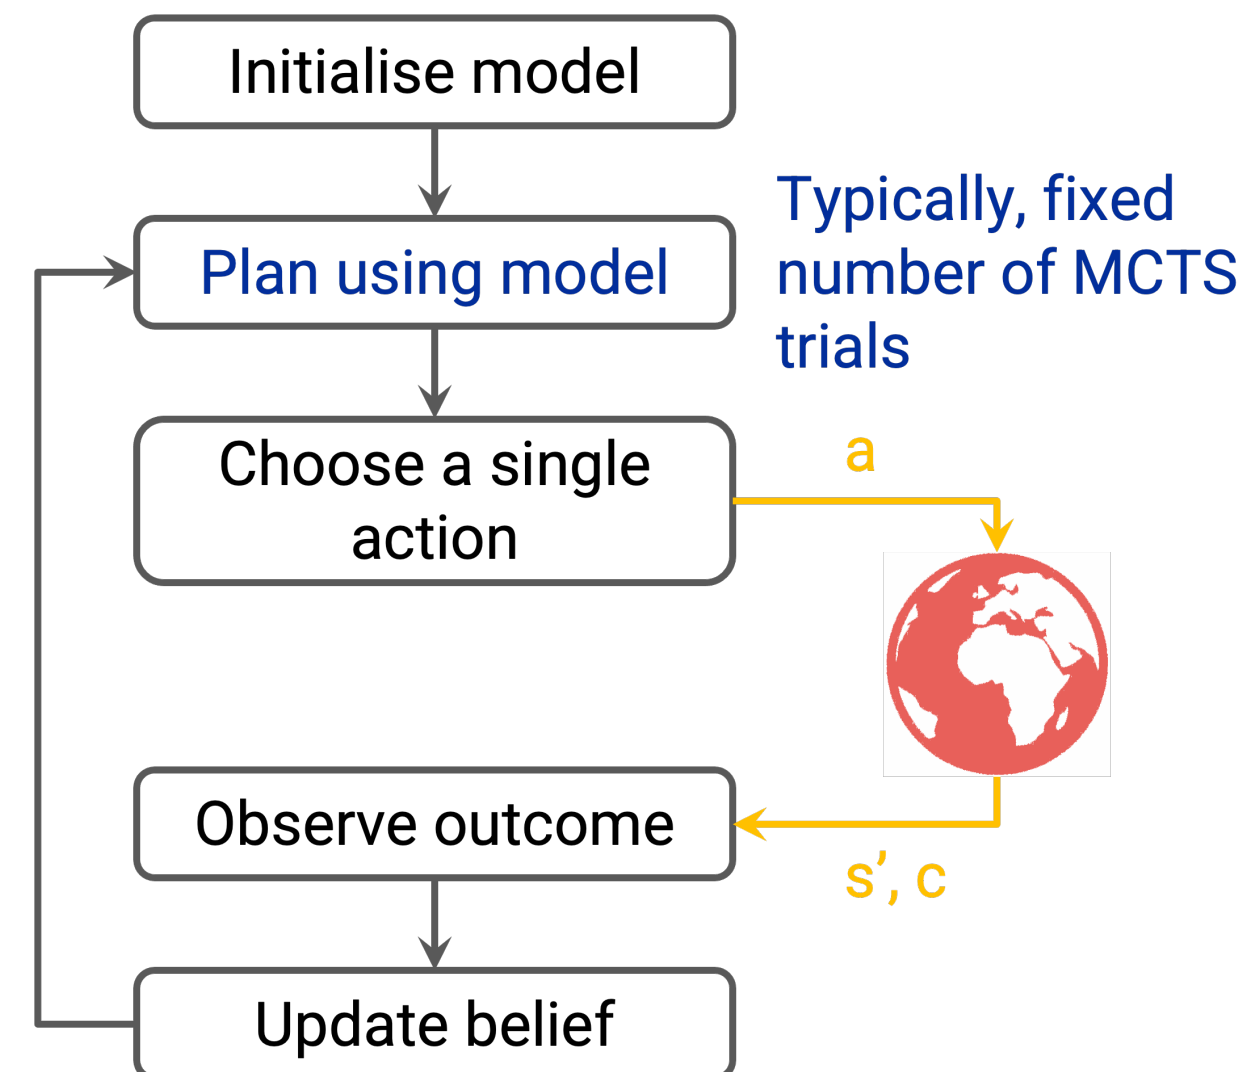 Initialise model
Typically, fixed
number of MCTS
trials
Plan using model
Choose a single
action
a
Observe outcome
s’, c
Update belief